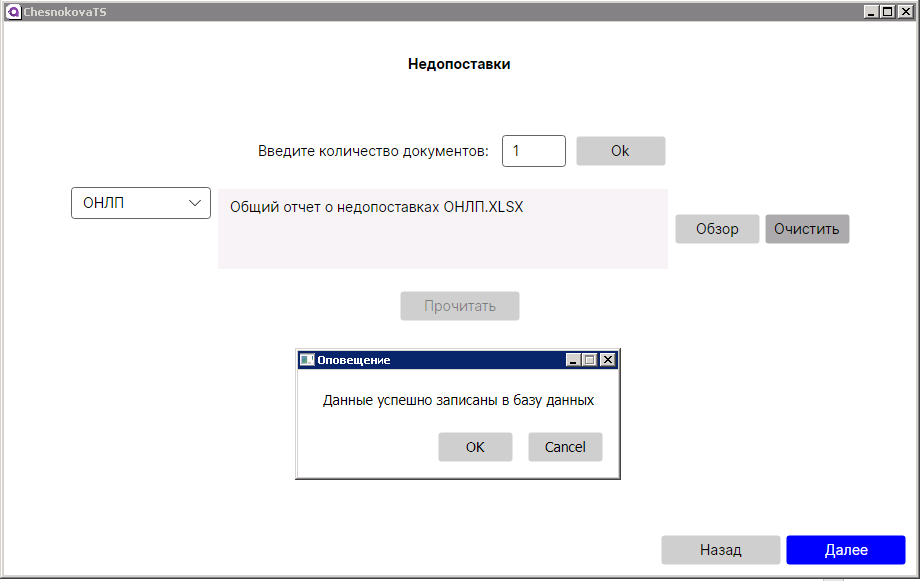 ChesnokovaTS
Недопоставки
Введите количество документов: 1 Ok
ОНЛП
Общий отчет о недопоставках ОНЛП.XLSX
Обзор Очистить
Прочитать
Оповещение
Данные успешно записаны в базу данных
OK Cancel
Назад Далее